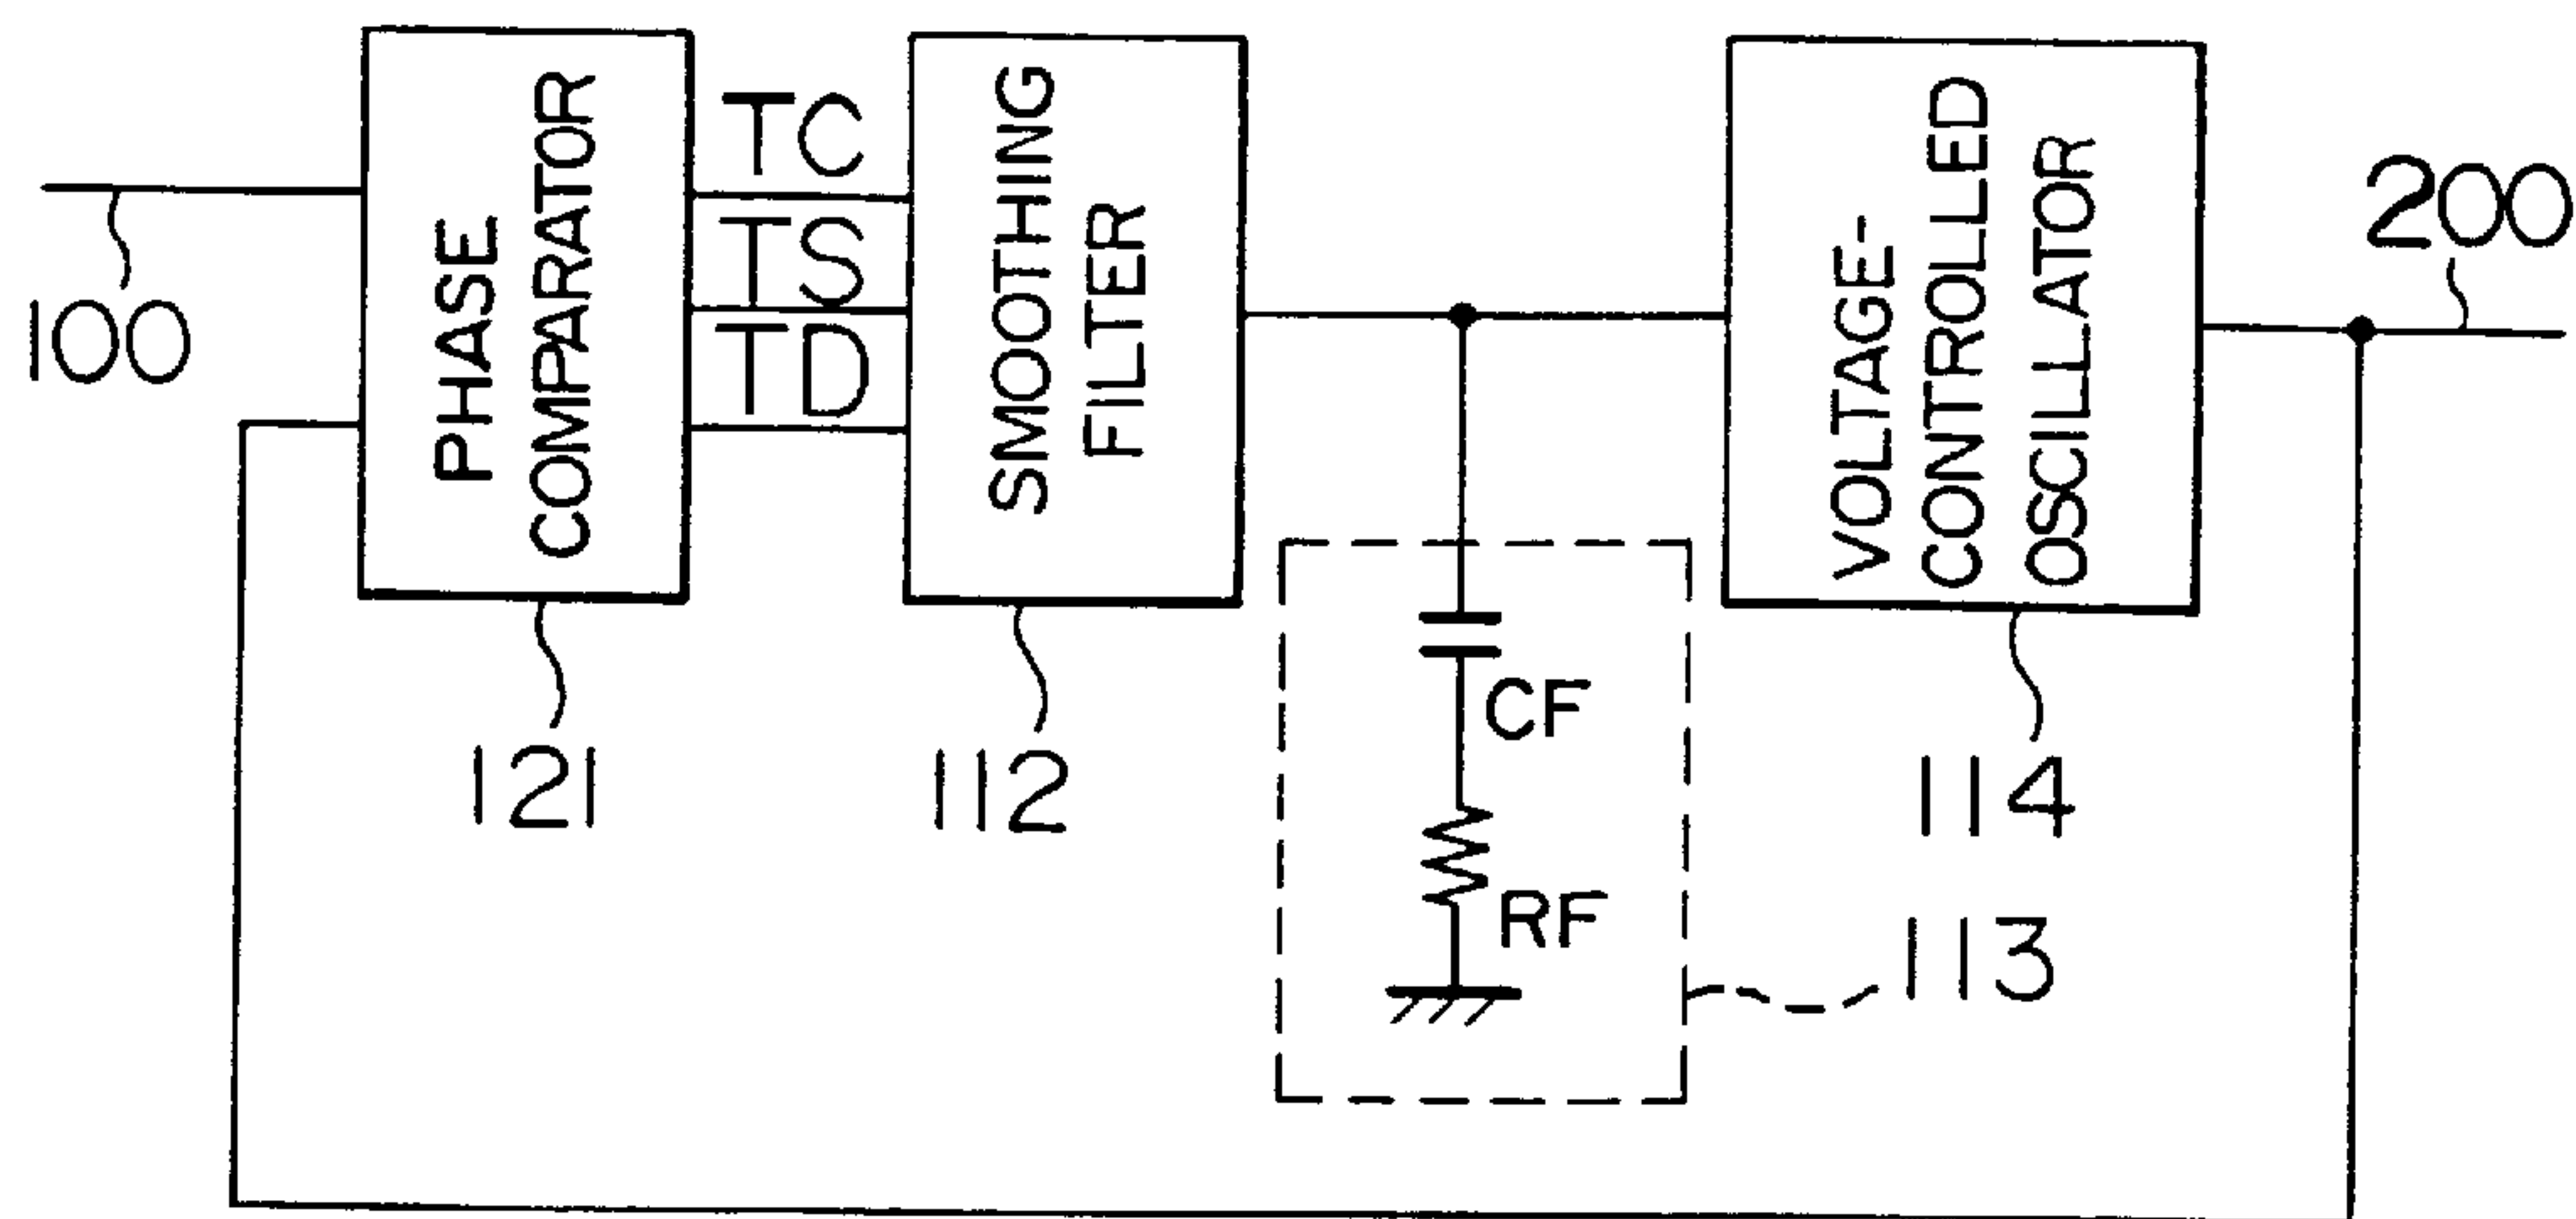 100
PHASE
COMPARATOR
121
TC
TS
TD
SMOOTHING
FILTER
112
CF
RF
113
VOLTAGE-
CONTROLLED
OSCILLATOR
114
200